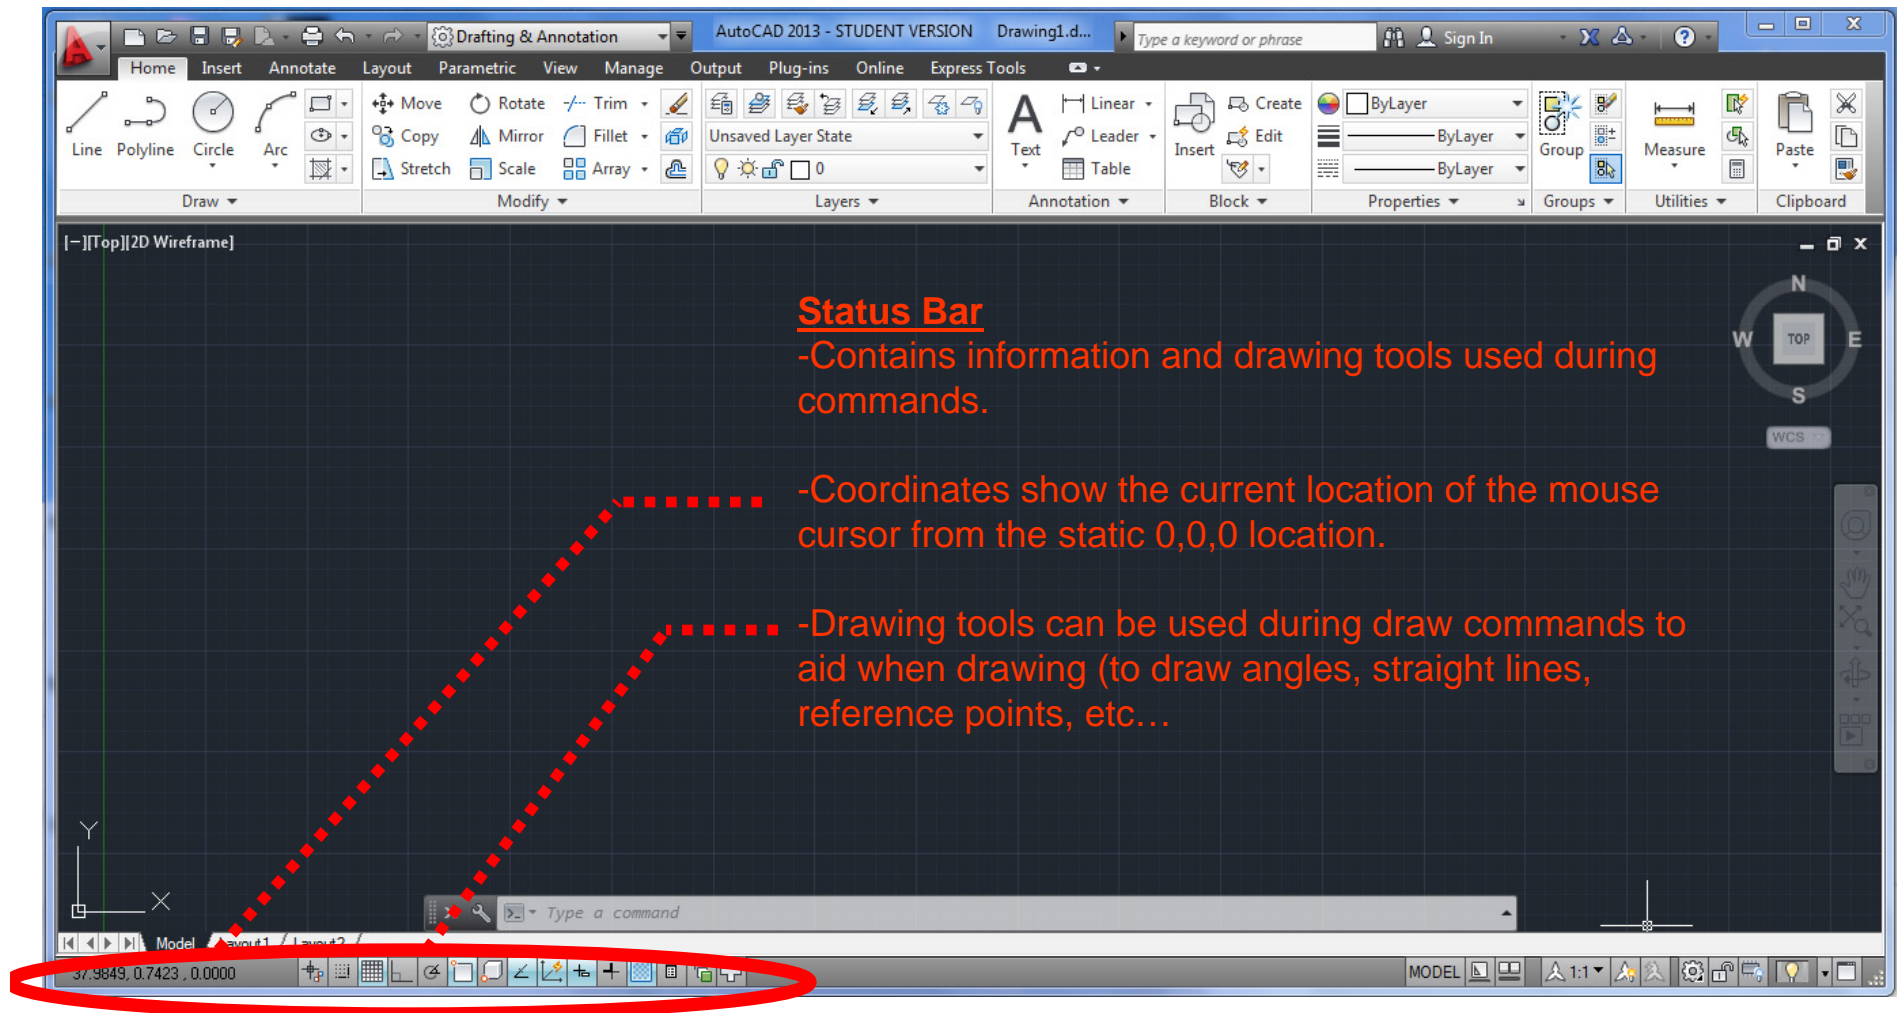 Drafting & Annotation
AutoCAD 2013 - STUDENT VERSION Drawing1.d...
Type a keyword or phrase
Sign In
Home Insert Annotate Layout Parametric View Manage Output Plug-ins Online Express Tools
Move Rotate Trim Linear Create ByLayer
Copy Mirror Fillet Unsaved Layer State Leader Edit ByLayer
Line Polyline Circle Arc Text Insert Group Measure Paste
Stretch Scale Array 0 Table ByLayer
Draw Modify Layers Annotation Block Properties Groups Utilities Clipboard
[−][Top][2D Wireframe]
N
W TOP E
S
WCS
Status Bar
-Contains information and drawing tools used during
commands.
-Coordinates show the current location of the mouse
cursor from the static 0,0,0 location.
-Drawing tools can be used during draw commands to
aid when drawing (to draw angles, straight lines,
reference points, etc…
Y
X
Type a command
Model Layout1 Layout2
37.9849, 0.7423 , 0.0000
MODEL 1:1